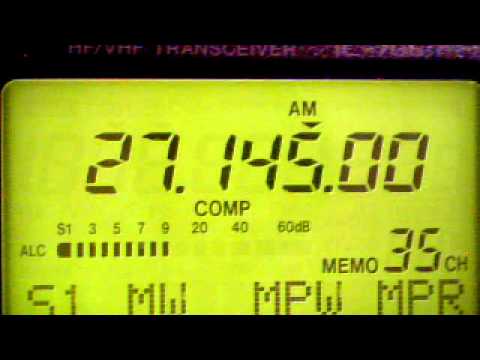 HF/VHF TRANSCEIVER
AM
27.145.00
COMP
S1 3 5 7 9 20 40 60dB
ALC
MEMO 35 CH
S1 MW MPW MPR